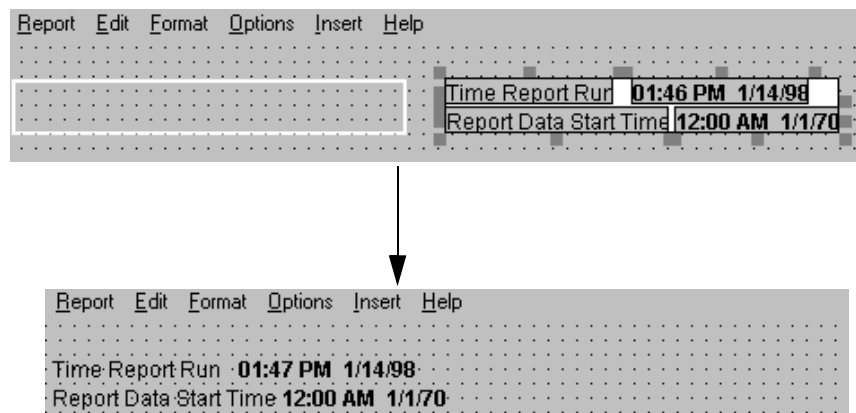 Report Edit Format Options Insert Help
Time Report Run 01:46 PM 1/14/98
Report Data Start Time 12:00 AM 1/1/70
Report Edit Format Options Insert Help
Time Report Run 01:47 PM 1/14/98
Report Data Start Time 12:00 AM 1/1/70